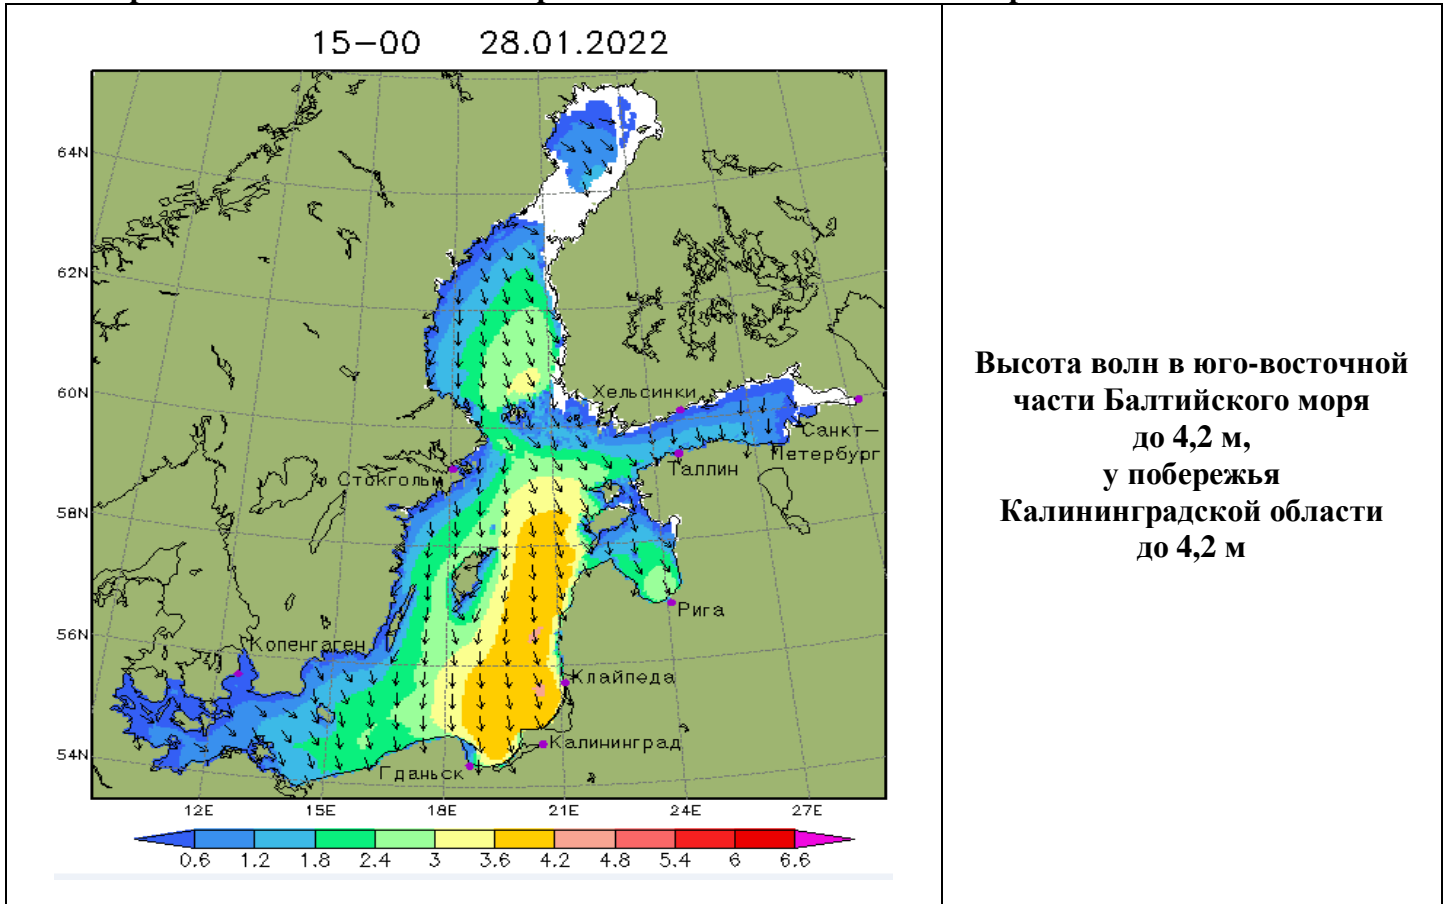 15-00 28.01.2022
64N
62N
60N
58N
56N
54N
Хельсинки
Санкт-
Петербург
Таллин
Стокгольм
Рига
Копенгаген
Клайпеда
Калининград
Гданьск
12E 15E 18E 21E 24E 27E
0.6 1.2 1.8 2.4 3 3.6 4.2 4.8 5.4 6 6.6
Высота волн в юго-восточной
части Балтийского моря
до 4,2 м,
у побережья
Калининградской области
до 4,2 м